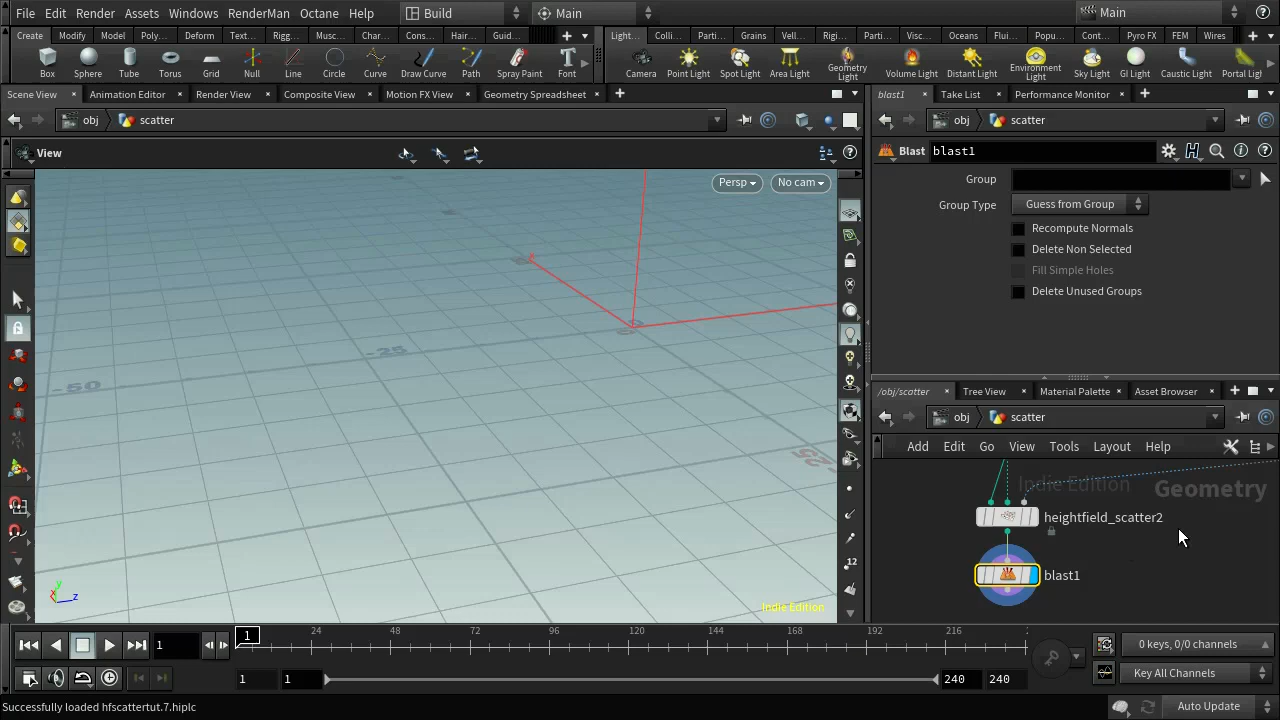 File Edit Render Assets Windows RenderMan Octane Help Build Main Main
Create Modify Model Poly... Deform Text... Rigg... Musc... Char... Cons... Hair... Guid...
Light... Colli... Parti... Grains Vell... Rigi... Parti... Visc... Oceans Flui... Popu... Cont... Pyro FX FEM Wires
Box Sphere Tube Torus Grid Null Line Circle Curve Draw Curve Path Spray Paint Font
Camera Point Light Spot Light Area Light Geometry Light Volume Light Distant Light Environment Light Sky Light GI Light Caustic Light Portal Lig
Scene View Animation Editor Render View Composite View Motion FX View Geometry Spreadsheet
blast1 Take List Performance Monitor
obj scatter
obj scatter
View
Blast blast1
Persp No cam
Group
Group Type Guess from Group
Recompute Normals
Delete Non Selected
Fill Simple Holes
Delete Unused Groups
-25
-50
-25
y
x z
Indie Edition
/obj/scatter Tree View Material Palette Asset Browser
obj scatter
Add Edit Go View Tools Layout Help
Indie Edition Geometry
heightfield_scatter2
blast1
12
1 1 24 48 72 96 120 144 168 192 216 2
0 keys, 0/0 channels
1 1 240 240
Key All Channels
Successfully loaded hfscattertut.7.hiplc
Auto Update